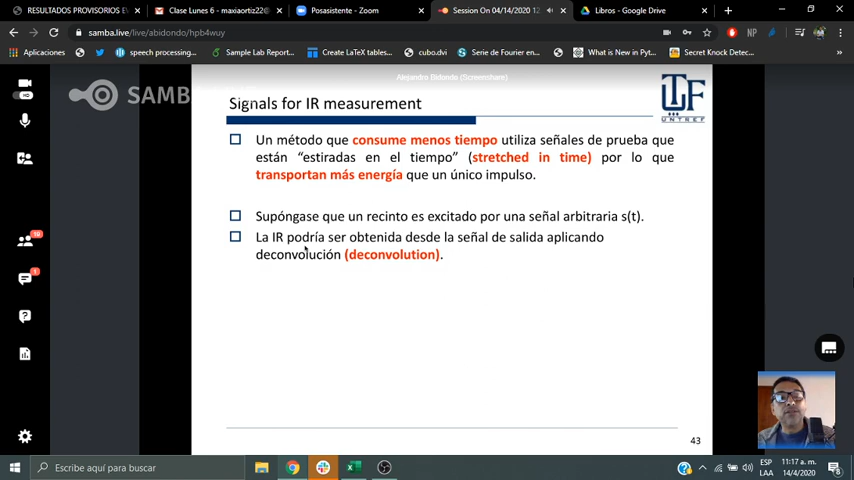 RESULTADOS PROVISORIOS E
Clase Lunes 6 - maxiaortiz22@
Posasistente - Zoom
Session On 04/14/2020 12
Libros - Google Drive
samba.live/live/abidondo/hpb4wuy
Aplicaciones
speech processing...
Sample Lab Report...
Create LaTeX tables...
cubo.dvi
Serie de Fourier en...
What is New in Pyt...
Secret Knock Detec...
NP
Alejandro Bidondo (Screenshare)
SAMB
HD
Signals for IR measurement
UNTREF
Un método que consume menos tiempo utiliza señales de prueba que
están "estiradas en el tiempo" (stretched in time) por lo que
transportan más energía que un único impulso.
Supóngase que un recinto es excitado por una señal arbitraria s(t).
La IR podría ser obtenida desde la señal de salida aplicando
deconvolución (deconvolution).
43
Escribe aquí para buscar
ESP
LAA
11:17 a. m.
14/4/2020